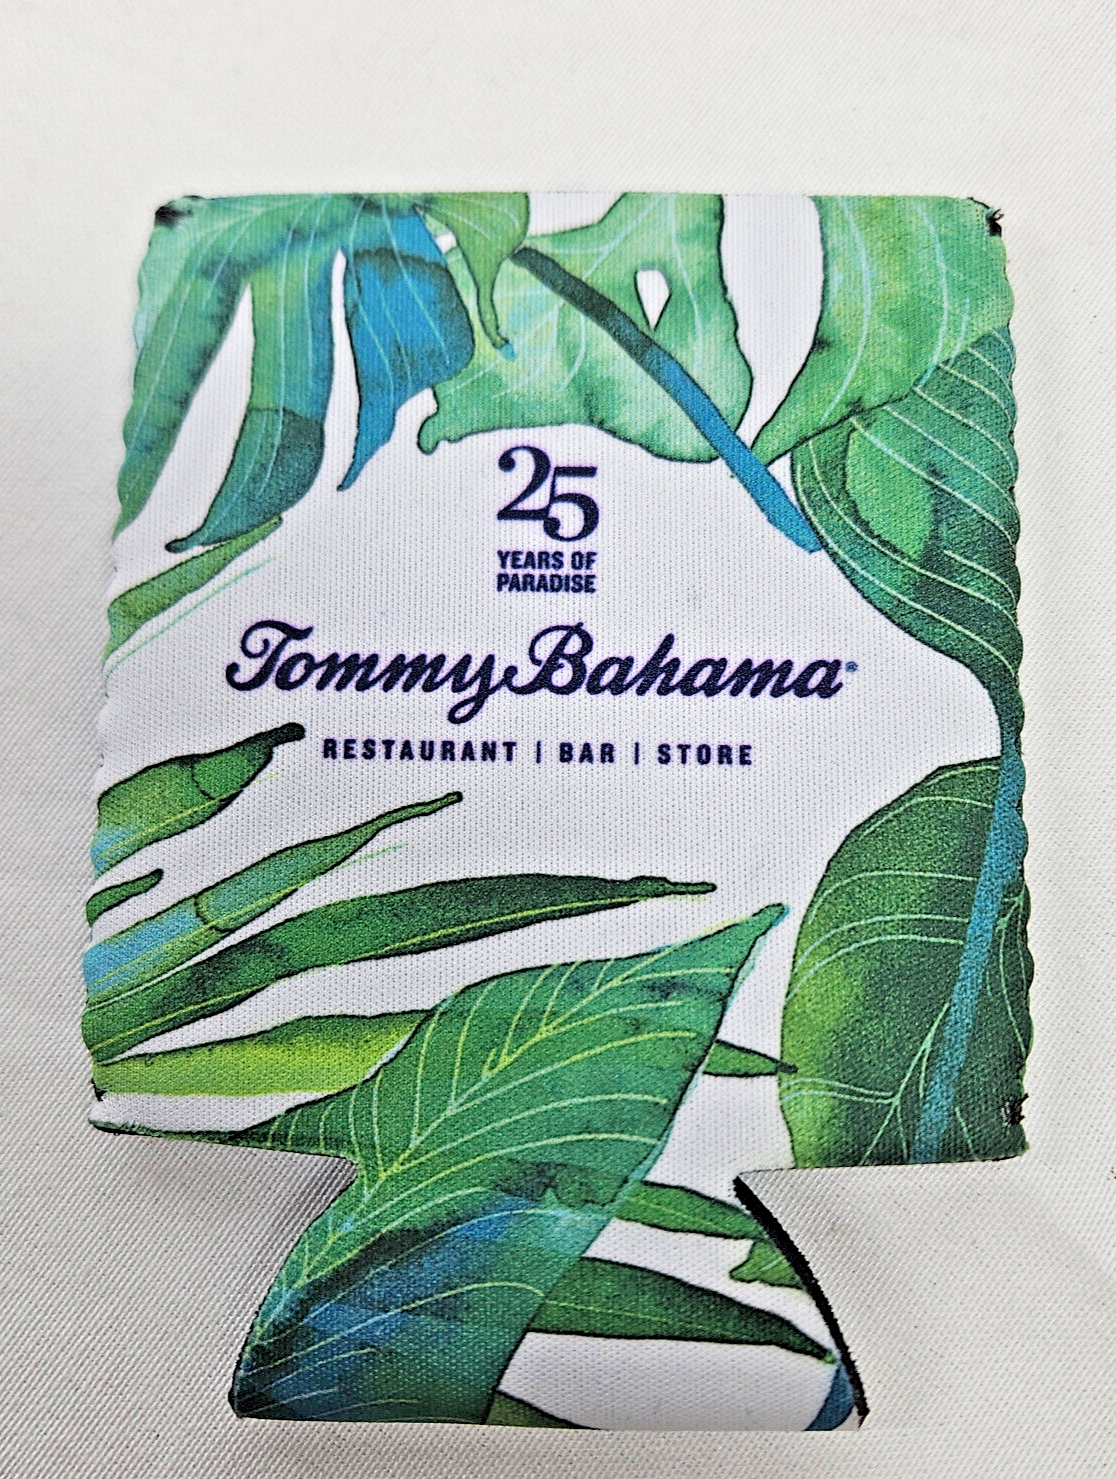 25
YEARS OF
PARADISE
Tommy Bahama
RESTAURANT | BAR | STORE